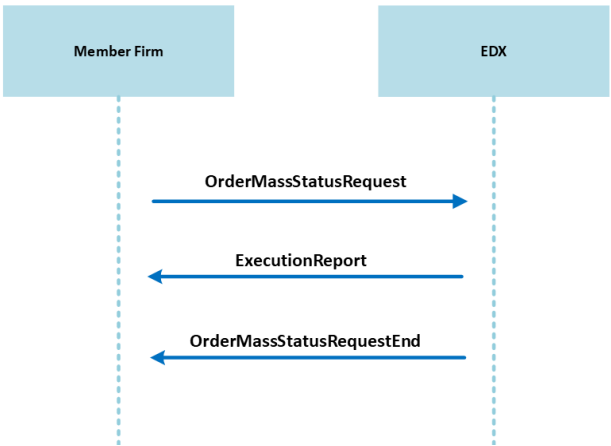 Member Firm
EDX
OrderMassStatusRequest
ExecutionReport
OrderMassStatusRequestEnd